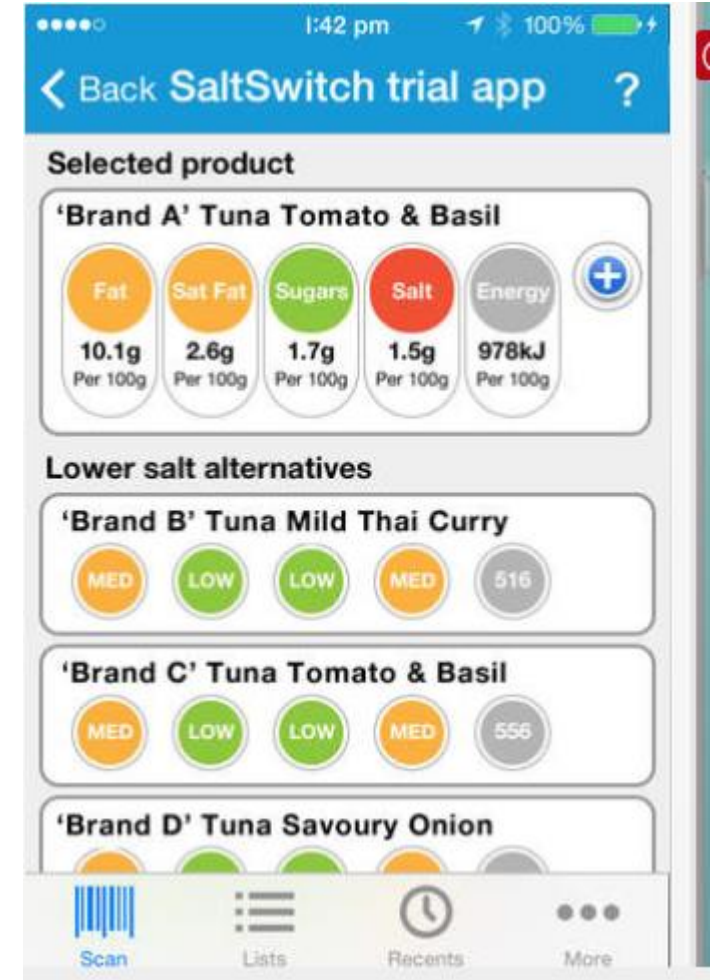 1:42 pm 100%
Back SaltSwitch trial app ?
Selected product
‘Brand A’ Tuna Tomato & Basil
Fat Sat Fat Sugars Salt Energy
10.1g 2.6g 1.7g 1.5g 978kJ
Per 100g Per 100g Per 100g Per 100g Per 100g
Lower salt alternatives
‘Brand B’ Tuna Mild Thai Curry
MED LOW LOW MED 516
‘Brand C’ Tuna Tomato & Basil
MED LOW LOW MED 556
‘Brand D’ Tuna Savoury Onion
Scan Lists Recents More